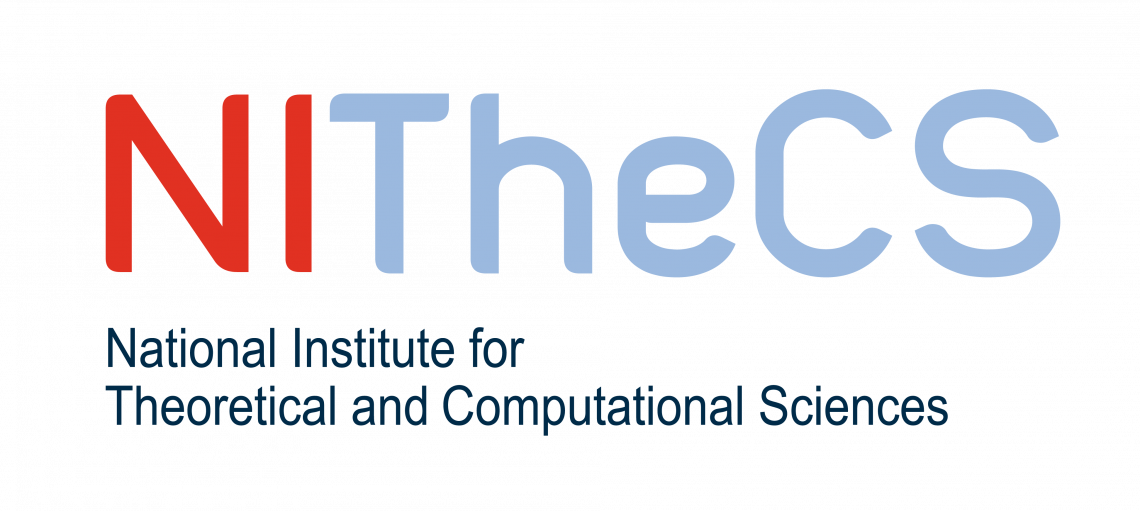 NITheCS
National Institute for
Theoretical and Computational Sciences